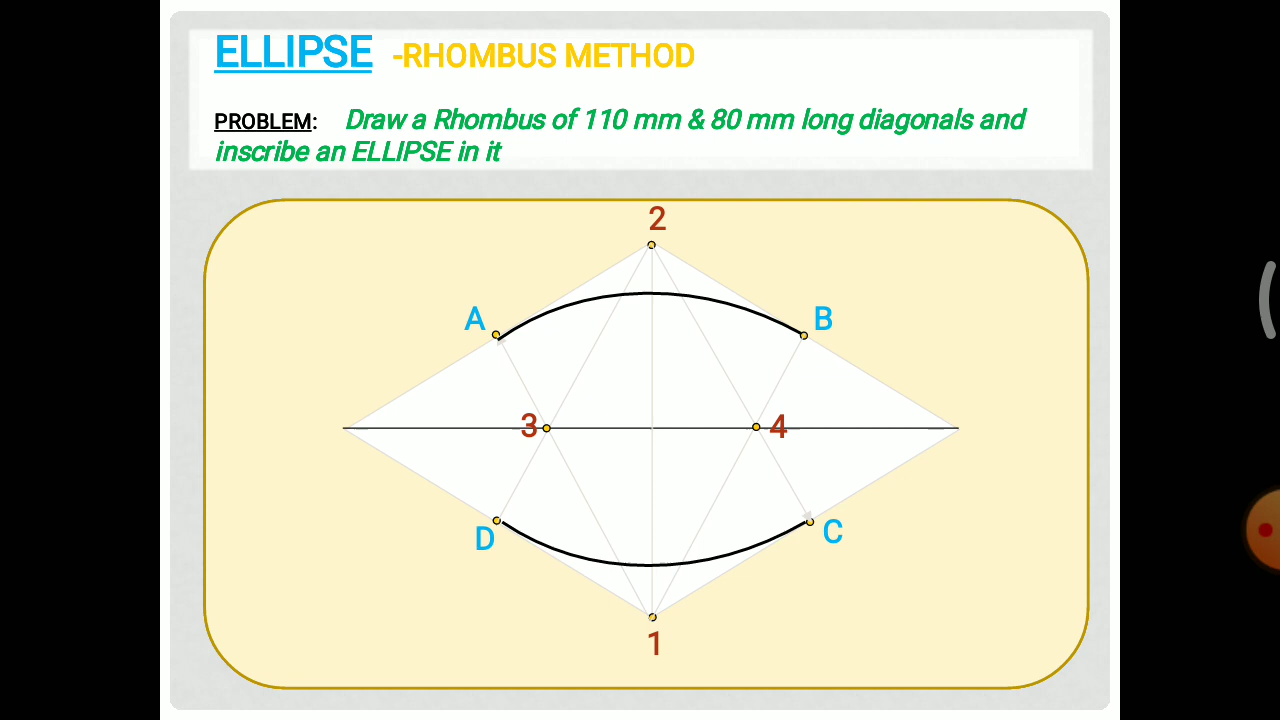 ELLIPSE -RHOMBUS METHOD
PROBLEM: Draw a Rhombus of 110 mm & 80 mm long diagonals and
inscribe an ELLIPSE in it
2
A B
3 4
D C
1